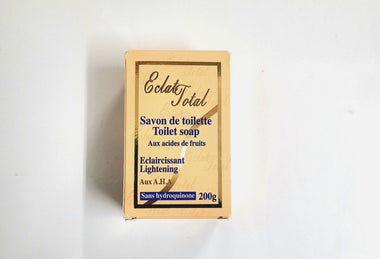 Eclat
Total
Savon de toilette
Toilet soap
Aux acides de fruits
Eclaircissant
Lightening
Aux A.H.A
Sans hydroquinone 200g